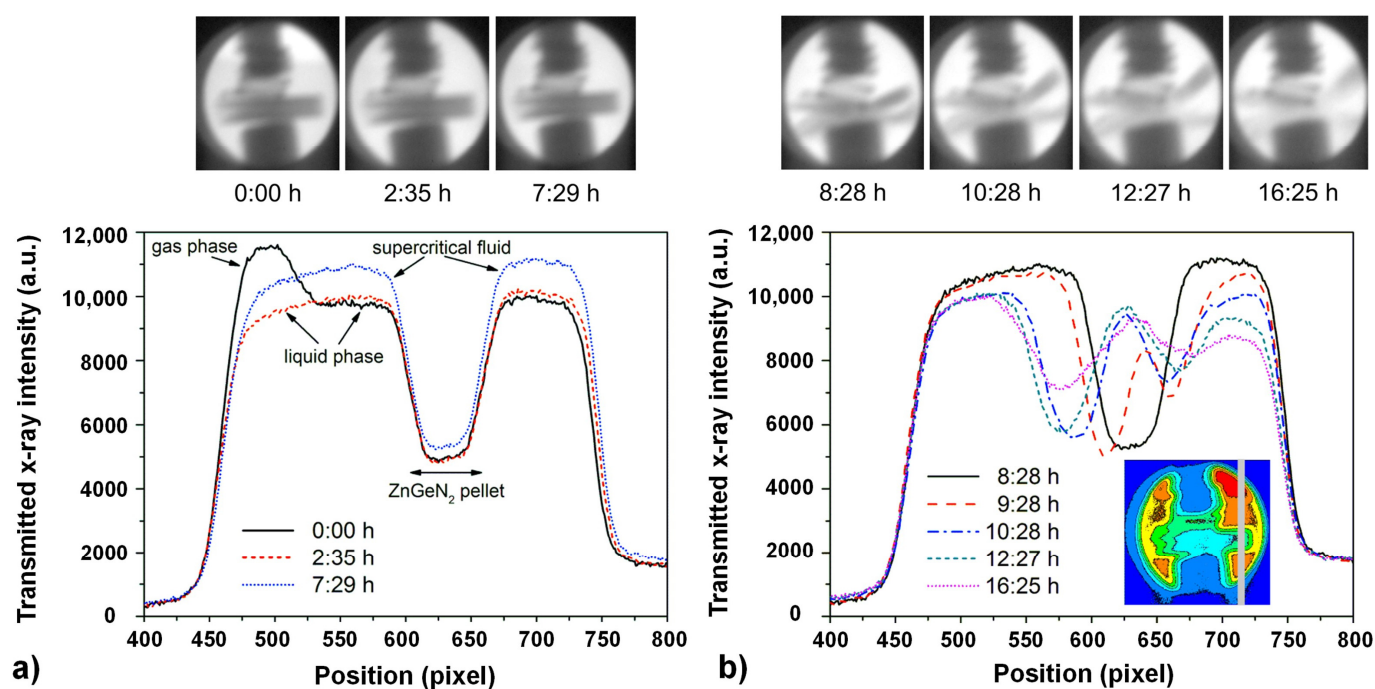 0:00 h 2:35 h 7:29 h
8:28 h 10:28 h 12:27 h 16:25 h
a)
Transmitted x-ray intensity (a.u.)
12,000
10,000
8000
6000
4000
2000
0
gas phase
supercritical fluid
liquid phase
ZnGeN₂ pellet
0:00 h
2:35 h
7:29 h
400 450 500 550 600 650 700 750 800
Position (pixel)
b)
Transmitted x-ray intensity (a.u.)
12,000
10,000
8000
6000
4000
2000
0
8:28 h
9:28 h
10:28 h
12:27 h
16:25 h
400 450 500 550 600 650 700 750 800
Position (pixel)